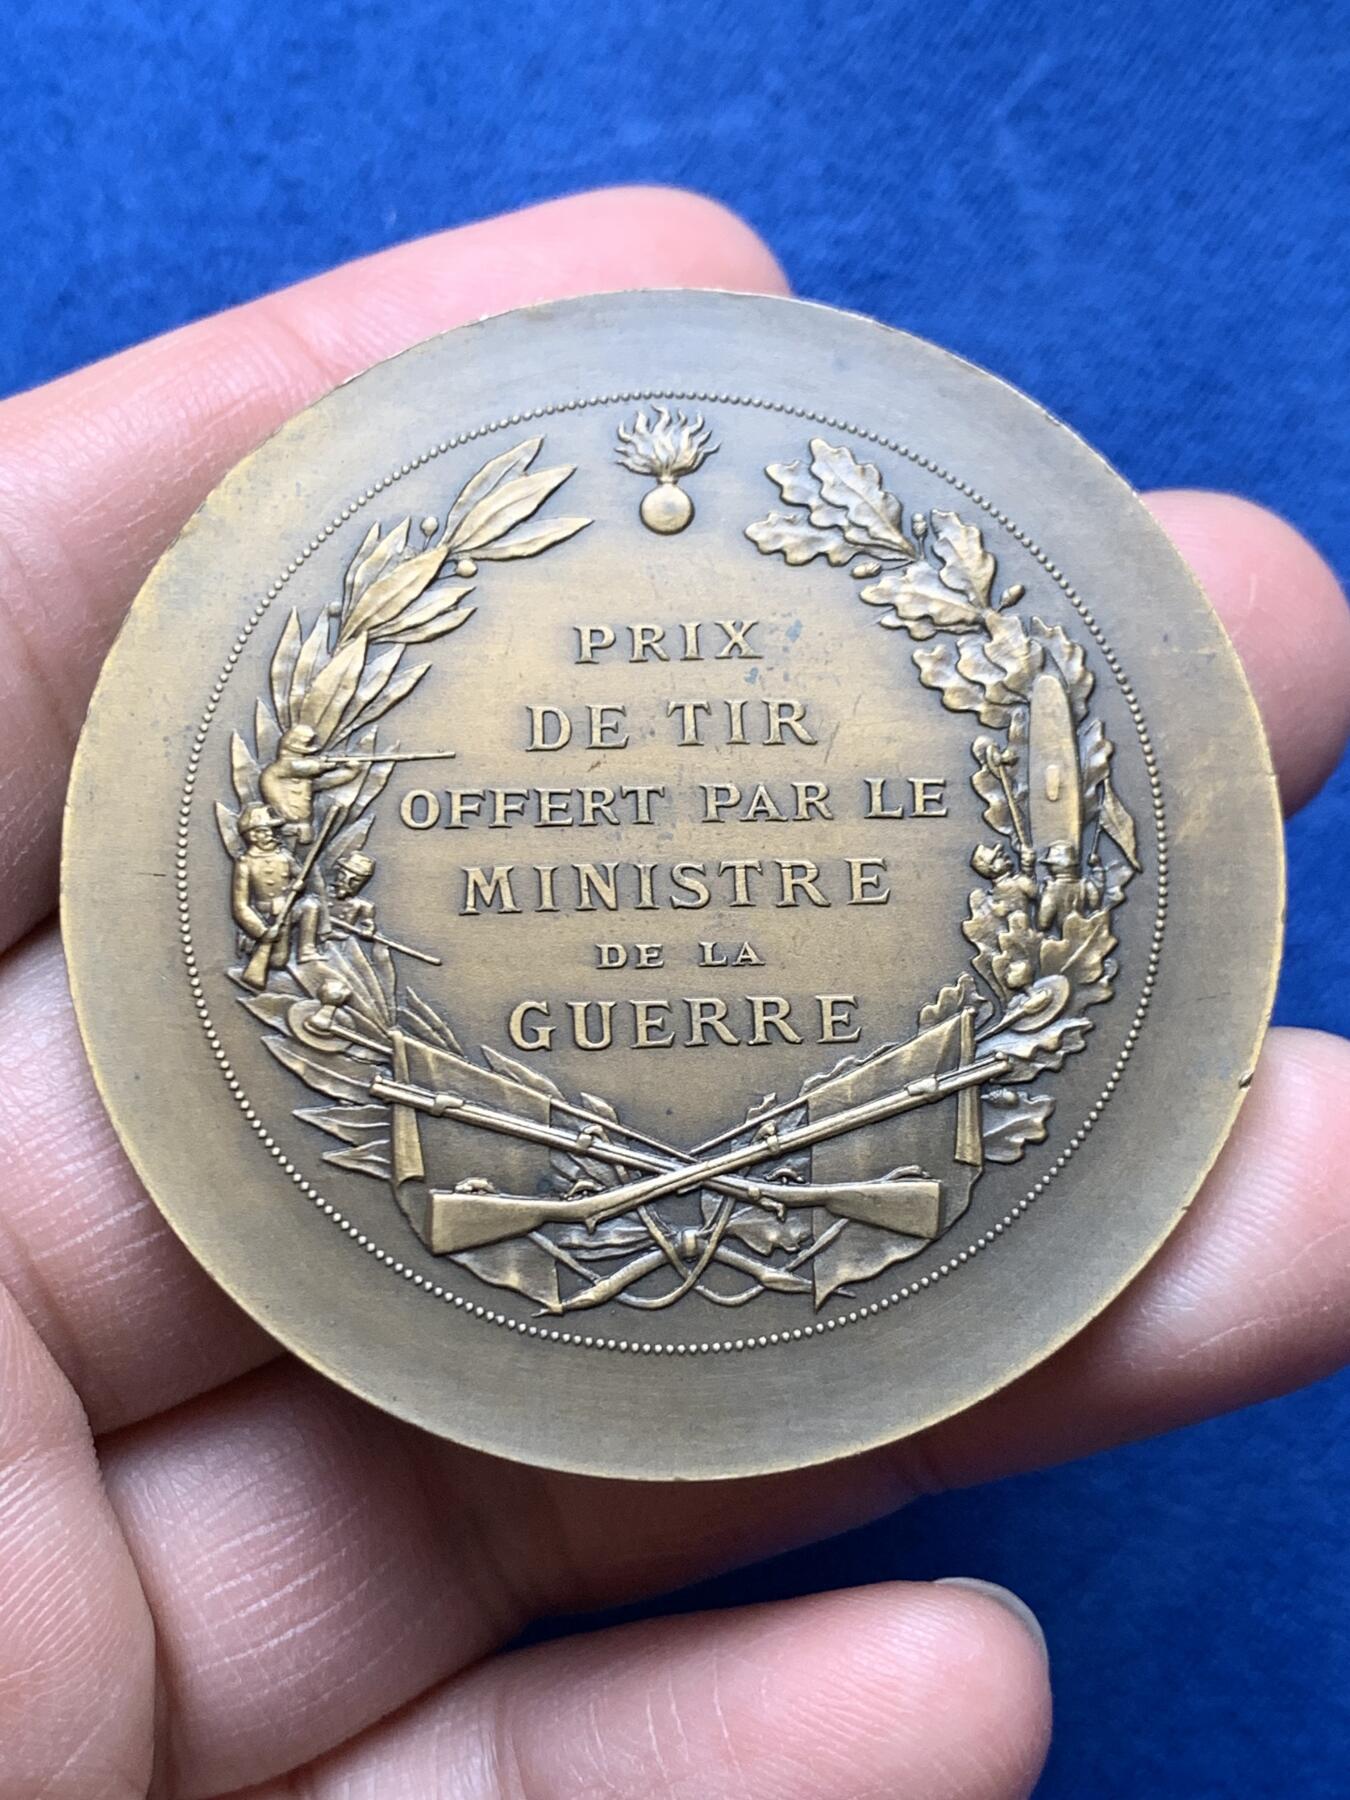 PRIX
DE TIR
OFFERT PAR LE
MINISTRE
DE LA
GUERRE